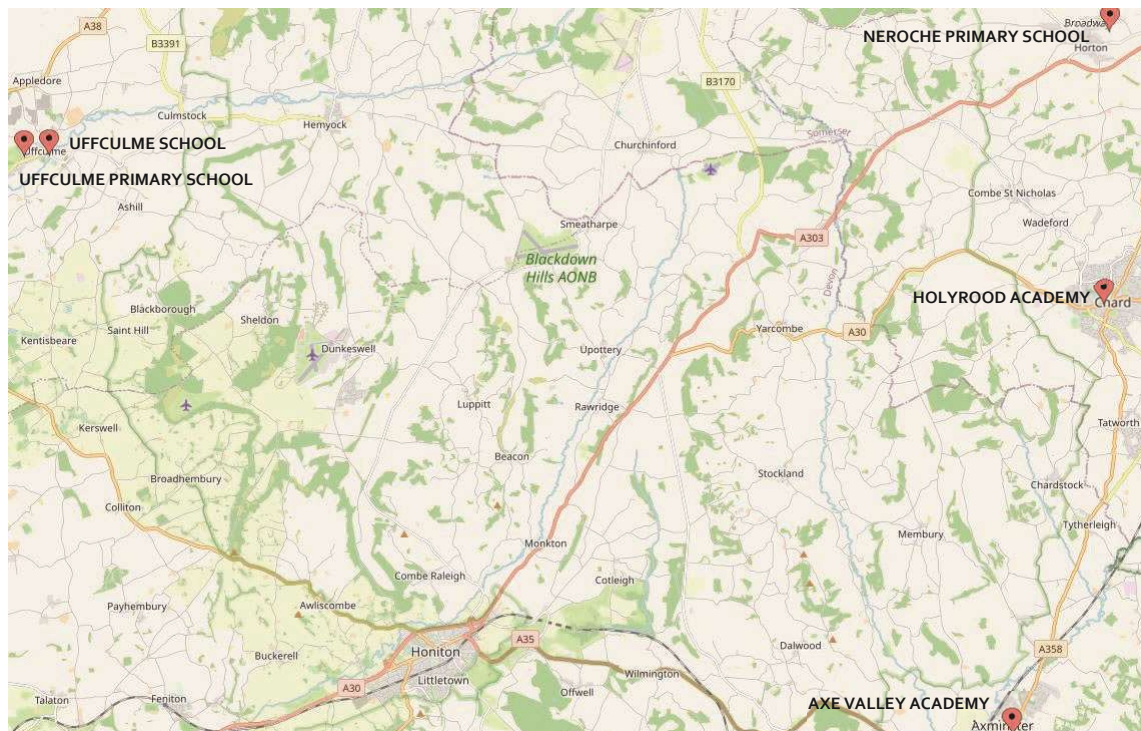 A38
B3391
Appledore
Culmstock
Hemyock
Uffculme
UFFCULME SCHOOL
UFFCULME PRIMARY SCHOOL
Ashill
Broadway
NEROCHE PRIMARY SCHOOL
Horton
B3170
Churchinford
Somerset
Combe St Nicholas
Wadeford
Smeatharpe
A303
Blackdown
Hills AONB
Devon
HOLYROOD ACADEMY
Chard
Blackborough
Sheldon
Saint Hill
Kentisbeare
Dunkeswell
Yarcombe
A30
Upottery
Luppitt
Rawridge
Kerswell
Tatworth
Beacon
Broadhembury
Stockland
Chardstock
Colliton
Tytherleigh
Monkton
Membury
Combe Raleigh
Cotleigh
Payhembury
Awliscombe
A35
Dalwood
A358
Buckerell
Honiton
Littletown
Wilmington
A30
Offwell
Talaton
Feniton
AXE VALLEY ACADEMY
Axminster